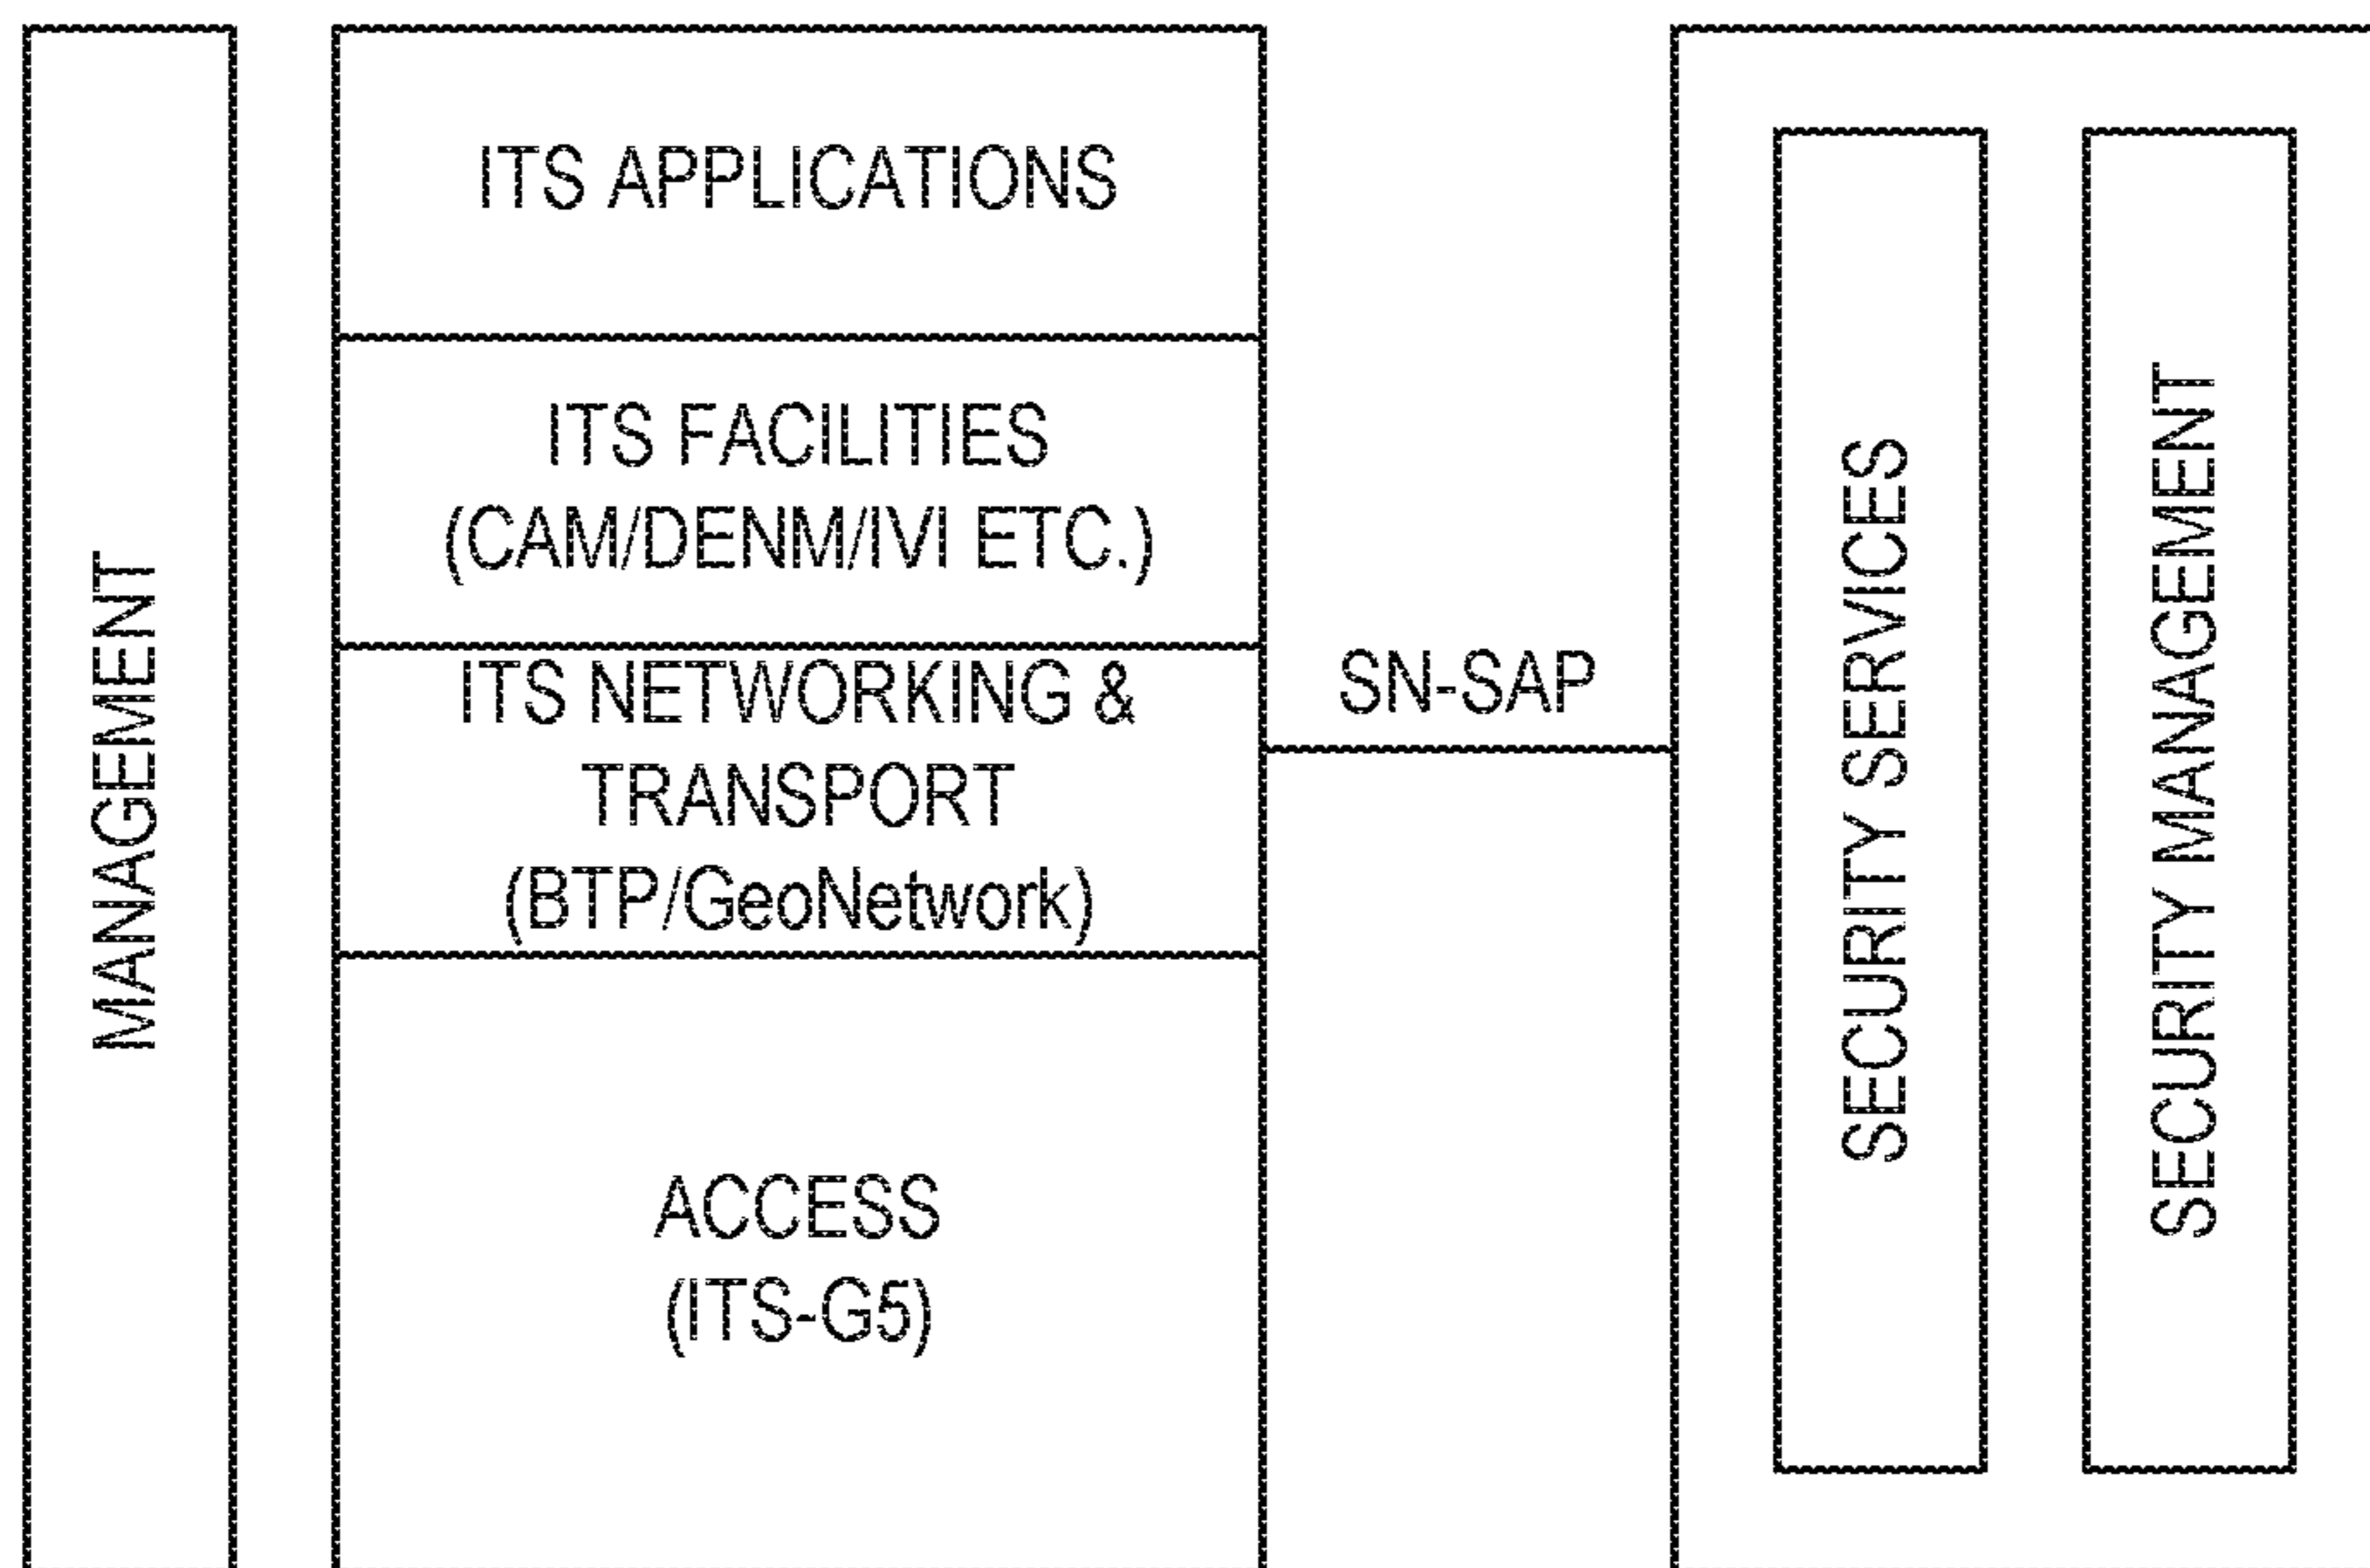 MANAGEMENT
ITS APPLICATIONS
ITS FACILITIES
(CAM/DENM/IVI ETC.)
ITS NETWORKING &
TRANSPORT
(BTP/GeoNetwork)
ACCESS
(ITS-G5)
SN-SAP
SECURITY SERVICES
SECURITY MANAGEMENT